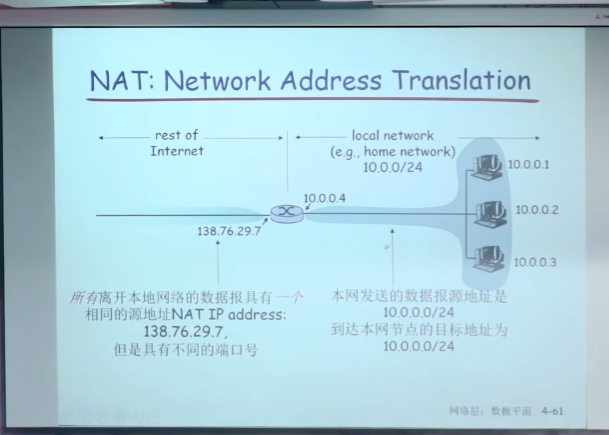 NAT: Network Address Translation
rest of
Internet
local network
(e.g., home network)
10.0.0/24
10.0.0.1
10.0.0.4
10.0.0.2
138.76.29.7
10.0.0.3
所有离开本地网络的数据报具有一个
相同的源地址NAT IP address:
138.76.29.7,
但是具有不同的端口号
本网发送的数据报源地址是
10.0.0.0/24
到达本网节点的目标地址为
10.0.0.0/24
网络层：数据平面 4-61